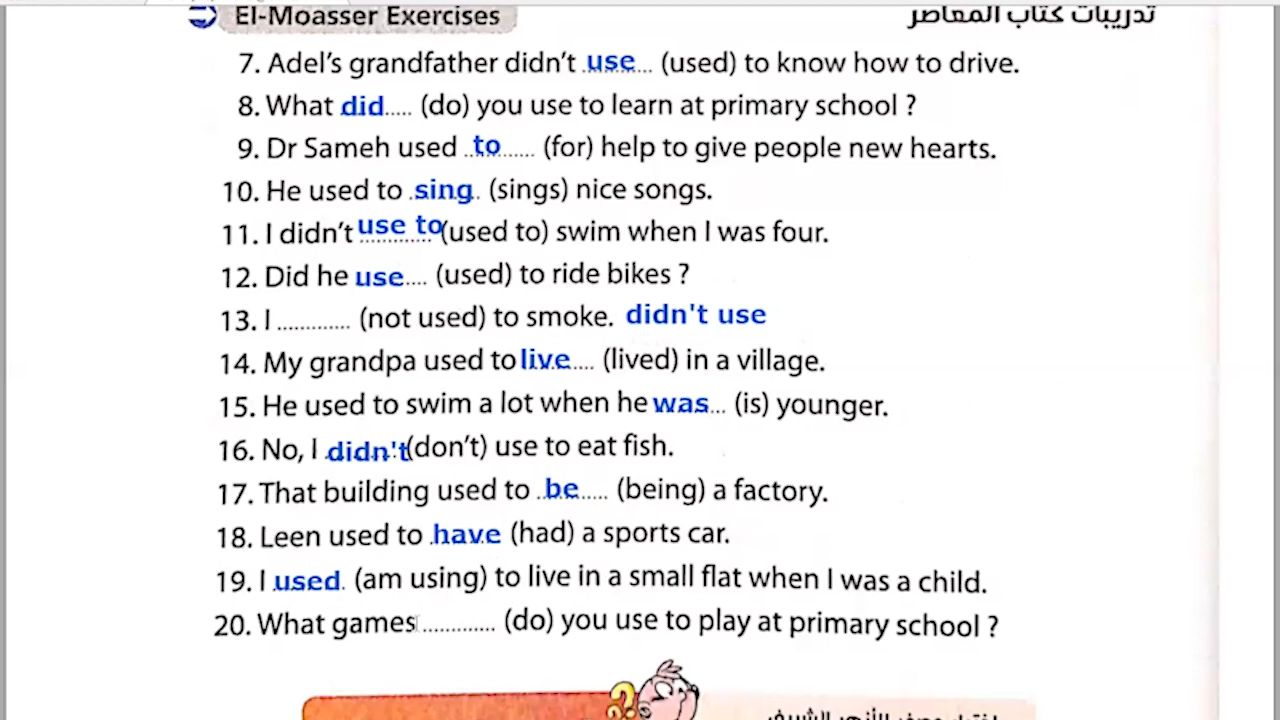 El-Moasser Exercises تدريبات كتاب المعاصر
7. Adel's grandfather didn't use (used) to know how to drive.
8. What did (do) you use to learn at primary school ?
9. Dr Sameh used to (for) help to give people new hearts.
10. He used to sing (sings) nice songs.
11. I didn't use to (used to) swim when I was four.
12. Did he use (used) to ride bikes ?
13. I ............. (not used) to smoke. didn't use
14. My grandpa used to live (lived) in a village.
15. He used to swim a lot when he was (is) younger.
16. No, I didn't (don't) use to eat fish.
17. That building used to be (being) a factory.
18. Leen used to have (had) a sports car.
19. I used (am using) to live in a small flat when I was a child.
20. What games ............. (do) you use to play at primary school ?
?